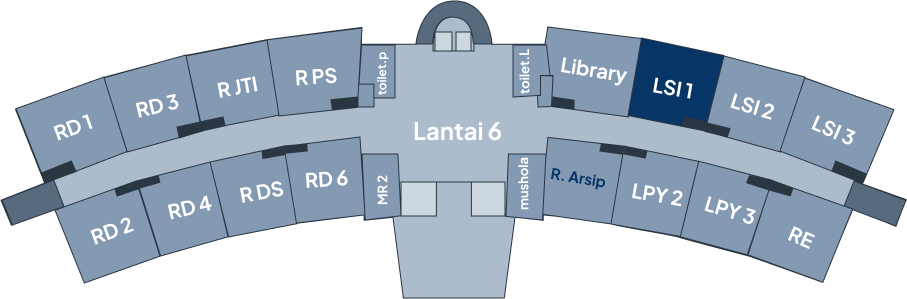 RD 1
RD 3
R JTI
R PS
toilet.p
toilet.L
Library
LSI 1
LSI 2
LSI 3
Lantai 6
RD 2
RD 4
R DS
RD 6
MR 2
mushola
R. Arsip
LPY 2
LPY 3
RE